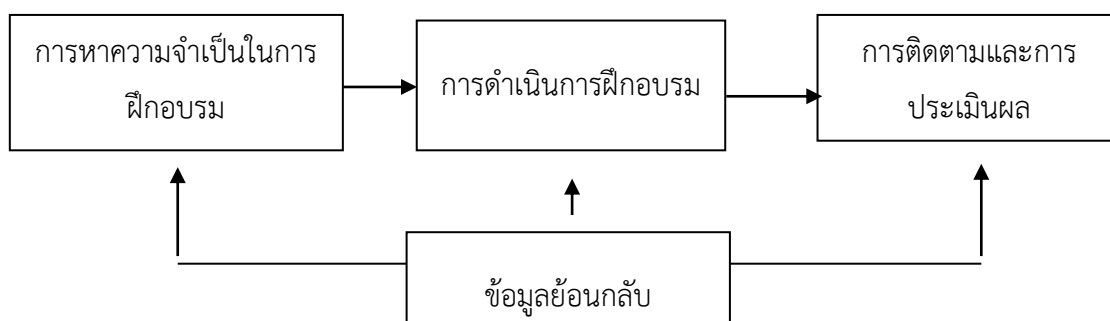 การหาความจำเป็นในการ
ฝึกอบรม
การดำเนินการฝึกอบรม
การติดตามและการ
ประเมินผล
ข้อมูลย้อนกลับ